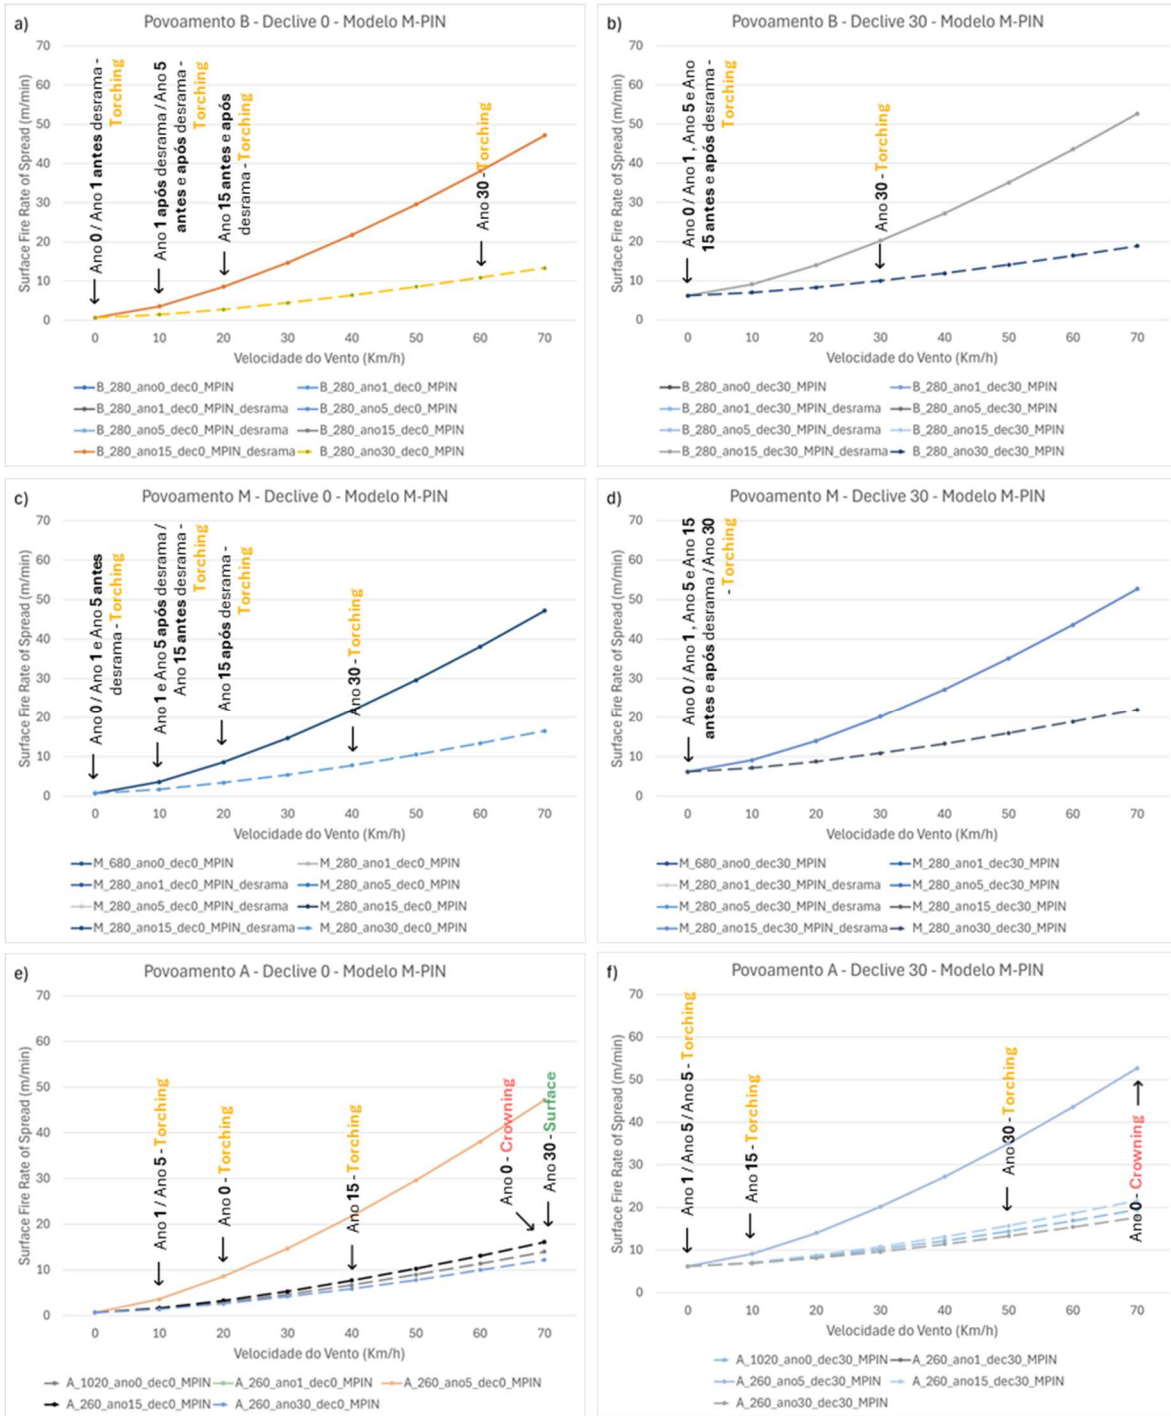 a)
Povoamento B - Declive 0 - Modelo M-PIN
Surface Fire Rate of Spread (m/min)
70
60
50
40
30
20
10
0
Ano 0 / Ano 1 antes desrama -
Torching
Ano 1 após desrama / Ano 5
antes e após desrama -
Torching
Ano 15 antes e após
desrama - Torching
Ano 30 - Torching
0 10 20 30 40 50 60 70
Velocidade do Vento (Km/h)
B_280_ano0_dec0_MPIN B_280_ano1_dec0_MPIN
B_280_ano1_dec0_MPIN_desrama B_280_ano5_dec0_MPIN
B_280_ano5_dec0_MPIN_desrama B_280_ano15_dec0_MPIN
B_280_ano15_dec0_MPIN_desrama B_280_ano30_dec0_MPIN
b)
Povoamento B - Declive 30 - Modelo M-PIN
Surface Fire Rate of Spread (m/min)
70
60
50
40
30
20
10
0
Ano 0 / Ano 1 , Ano 5 e Ano
15 antes e após desrama -
Torching
Ano 30 - Torching
0 10 20 30 40 50 60 70
Velocidade do Vento (Km/h)
B_280_ano0_dec30_MPIN B_280_ano1_dec30_MPIN
B_280_ano1_dec30_MPIN_desrama B_280_ano5_dec30_MPIN
B_280_ano5_dec30_MPIN_desrama B_280_ano15_dec30_MPIN
B_280_ano15_dec30_MPIN_desrama B_280_ano30_dec30_MPIN
c)
Povoamento M - Declive 0 - Modelo M-PIN
Surface Fire Rate of Spread (m/min)
70
60
50
40
30
20
10
0
Ano 0 / Ano 1 e Ano 5 antes
desrama - Torching
Ano 1 e Ano 5 após desrama /
Ano 15 antes desrama -
Torching
Ano 15 após desrama -
Torching
Ano 30 - Torching
0 10 20 30 40 50 60 70
Velocidade do Vento (Km/h)
M_680_ano0_dec0_MPIN M_280_ano1_dec0_MPIN
M_280_ano1_dec0_MPIN_desrama M_280_ano5_dec0_MPIN
M_280_ano5_dec0_MPIN_desrama M_280_ano15_dec0_MPIN
M_280_ano15_dec0_MPIN_desrama M_280_ano30_dec0_MPIN
d)
Povoamento M - Declive 30 - Modelo M-PIN
Surface Fire Rate of Spread (m/min)
70
60
50
40
30
20
10
0
Ano 0 / Ano 1 , Ano 5 e Ano 15
antes e após desrama / Ano 30
- Torching
0 10 20 30 40 50 60 70
Velocidade do Vento (Km/h)
M_680_ano0_dec30_MPIN M_280_ano1_dec30_MPIN
M_280_ano1_dec30_MPIN_desrama M_280_ano5_dec30_MPIN
M_280_ano5_dec30_MPIN_desrama M_280_ano15_dec30_MPIN
M_280_ano15_dec30_MPIN_desrama M_280_ano30_dec30_MPIN
e)
Povoamento A - Declive 0 - Modelo M-PIN
Surface Fire Rate of Spread (m/min)
70
60
50
40
30
20
10
0
Ano 1 / Ano 5 - Torching
Ano 0 - Torching
Ano 15 - Torching
Ano 0 - Crowning
Ano 30 - Surface
0 10 20 30 40 50 60 70
Velocidade do Vento (Km/h)
A_1020_ano0_dec0_MPIN A_260_ano1_dec0_MPIN A_260_ano5_dec0_MPIN
A_260_ano15_dec0_MPIN A_260_ano30_dec0_MPIN
f)
Povoamento A - Declive 30 - Modelo M-PIN
Surface Fire Rate of Spread (m/min)
70
60
50
40
30
20
10
0
Ano 1 / Ano 5 / Ano 5 - Torching
Ano 15 - Torching
Ano 30 - Torching
Ano 0 - Crowning
0 10 20 30 40 50 60 70
Velocidade do Vento (Km/h)
A_1020_ano0_dec30_MPIN A_260_ano1_dec30_MPIN
A_260_ano5_dec30_MPIN A_260_ano15_dec30_MPIN
A_260_ano30_dec30_MPIN